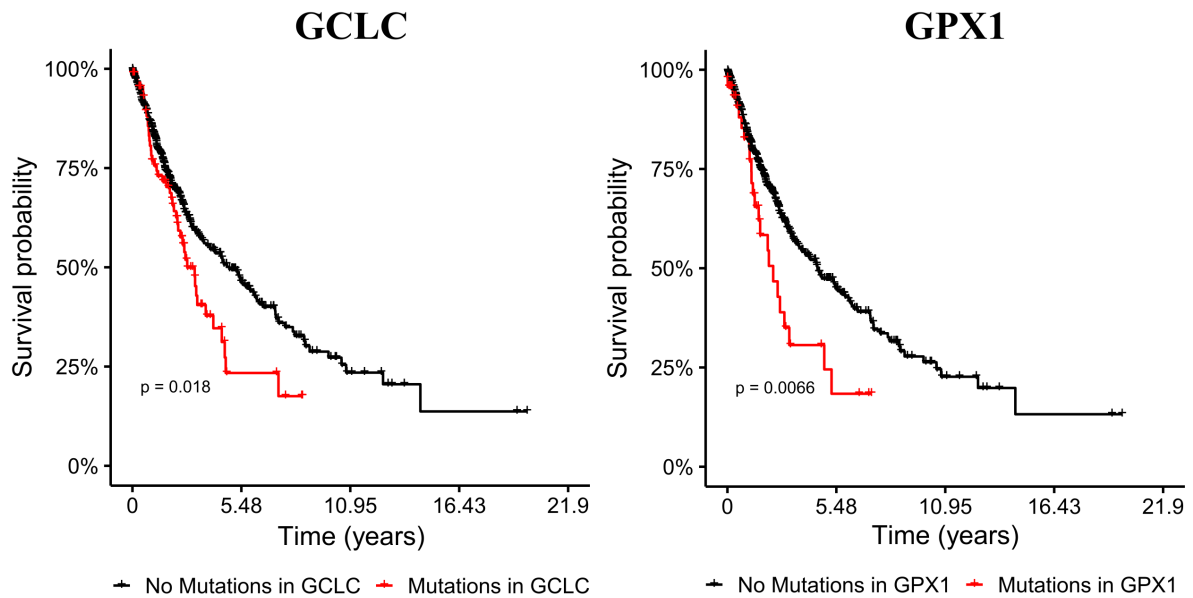 GCLC
Survival probability
100%
75%
50%
25%
0%
p = 0.018
0 5.48 10.95 16.43 21.9
Time (years)
No Mutations in GCLC Mutations in GCLC
GPX1
Survival probability
100%
75%
50%
25%
0%
p = 0.0066
0 5.48 10.95 16.43 21.9
Time (years)
No Mutations in GPX1 Mutations in GPX1